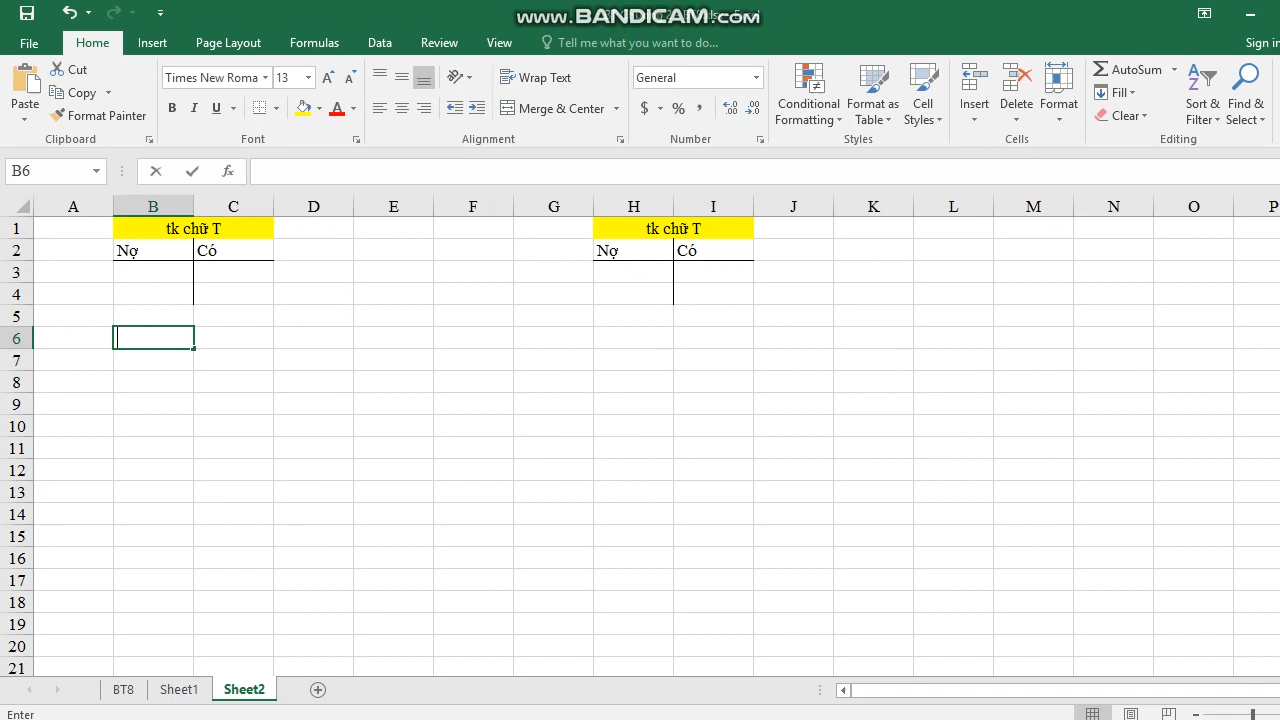 www.BANDICAM.com
Excel
File Home Insert Page Layout Formulas Data Review View Tell me what you want to do... Sign in
Paste Cut Copy Format Painter
Clipboard
Times New Roma 13
B I U A
Font
Wrap Text
Merge & Center
Alignment
General
$ % ,
Number
Conditional Formatting Format as Table Cell Styles
Styles
Insert Delete Format
Cells
AutoSum Fill Clear Sort & Filter Find & Select
Editing
B6 fx
A B C D E F G H I J K L M N O P
1 tk chữ T tk chữ T
2 Nợ Có Nợ Có
3
4
5
6
7
8
9
10
11
12
13
14
15
16
17
18
19
20
21
BT8 Sheet1 Sheet2
Enter